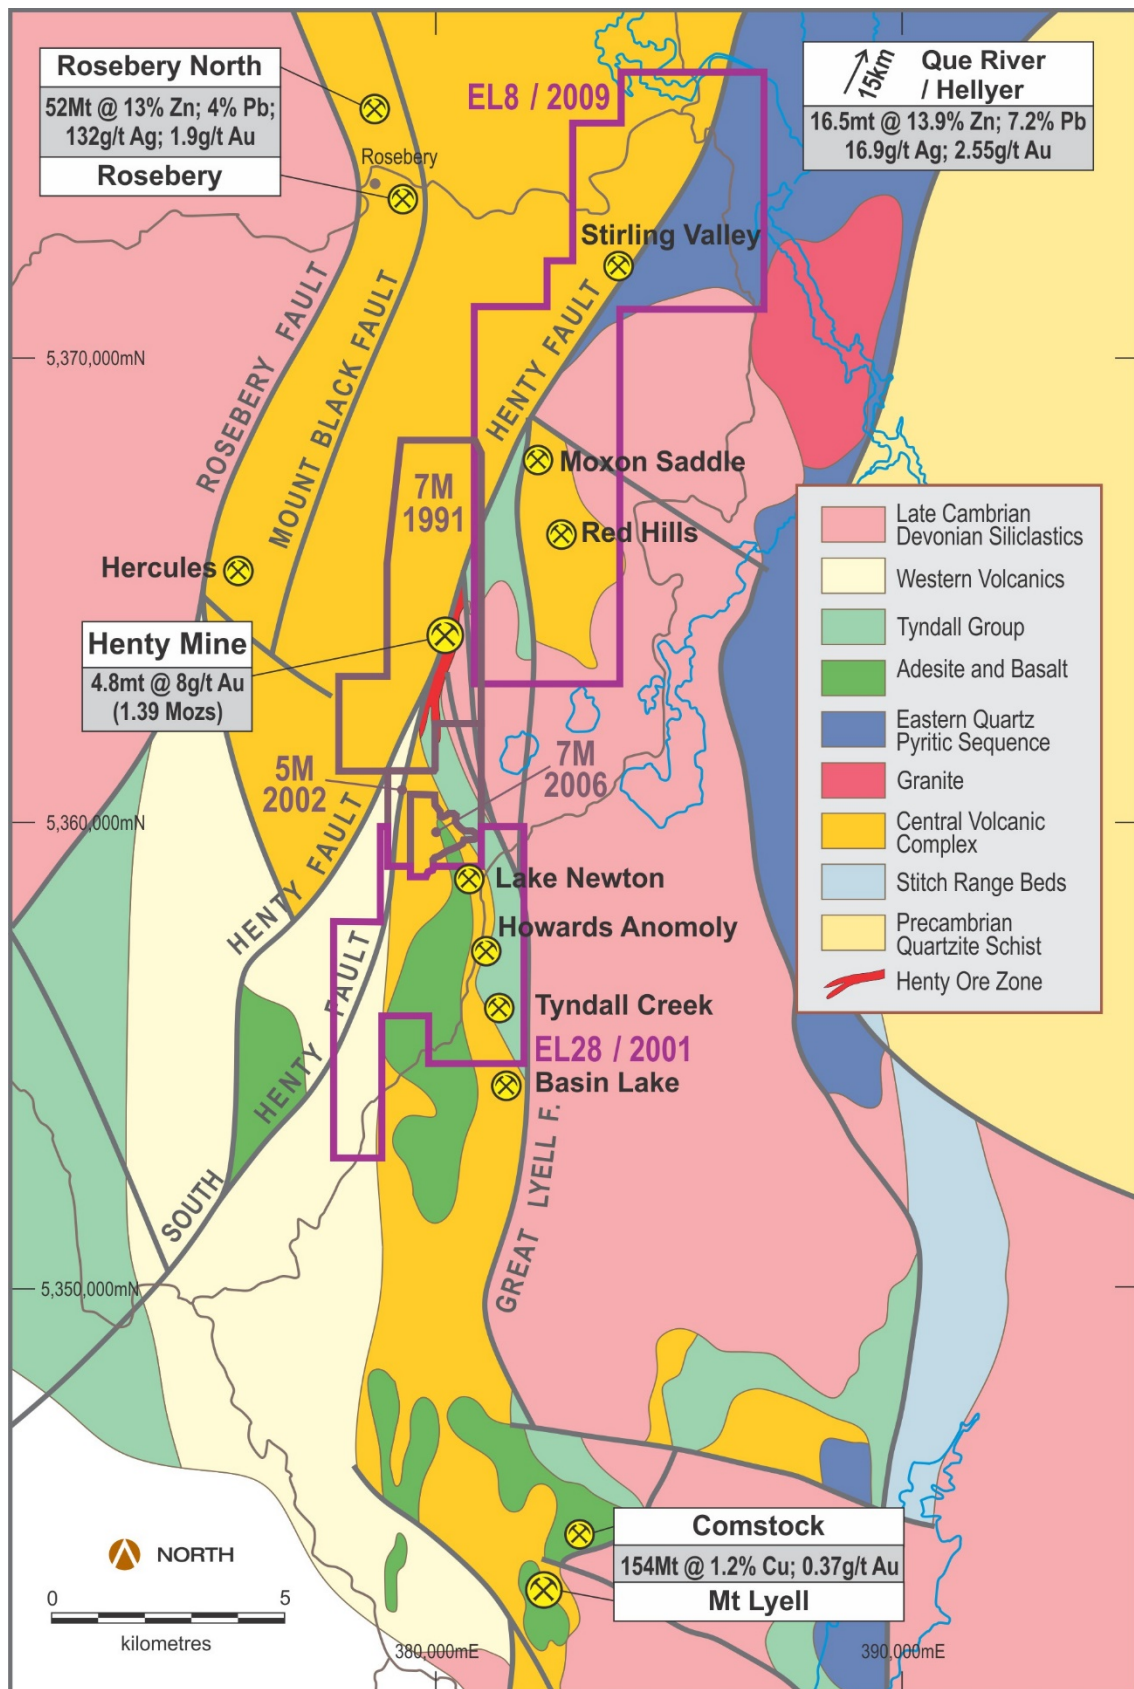 Rosebery North
52Mt @ 13% Zn; 4% Pb;
132g/t Ag; 1.9g/t Au
Rosebery
Rosebery
EL8 / 2009
15km
Que River
/ Hellyer
16.5mt @ 13.9% Zn; 7.2% Pb
16.9g/t Ag; 2.55g/t Au
Stirling Valley
ROSEBERY FAULT
MOUNT BLACK FAULT
HENTY FAULT
5,370,000mN
Moxon Saddle
7M
1991
Red Hills
Hercules
Henty Mine
4.8mt @ 8g/t Au
(1.39 Mozs)
Late Cambrian
Devonian Siliclastics
Western Volcanics
Tyndall Group
Adesite and Basalt
Eastern Quartz
Pyritic Sequence
Granite
Central Volcanic
Complex
Stitch Range Beds
Precambrian
Quartzite Schist
Henty Ore Zone
5M
2002
7M
2006
5,360,000mN
HENTY FAULT
Lake Newton
Howards Anomoly
Tyndall Creek
EL28 / 2001
Basin Lake
SOUTH HENTY FAULT
GREAT LYELL F.
5,350,000mN
Comstock
154Mt @ 1.2% Cu; 0.37g/t Au
Mt Lyell
NORTH
0 5
kilometres
380,000mE
390,000mE